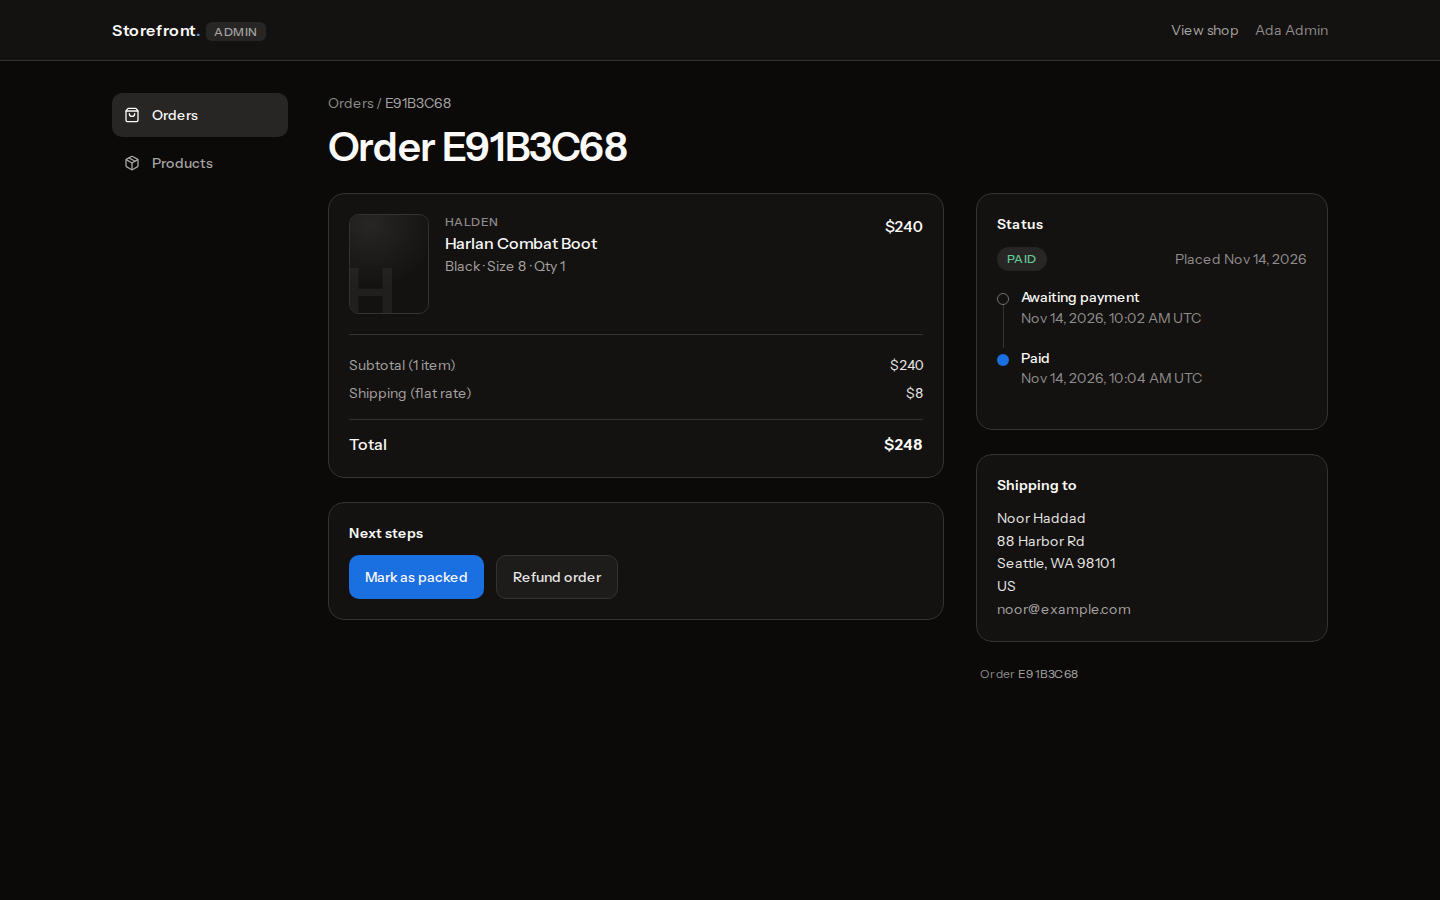 Storefront. ADMIN
View shop
Ada Admin
Orders
Products
Orders / E91B3C68
Order E91B3C68
H
HALDEN
Harlan Combat Boot
Black · Size 8 · Qty 1
$240
Subtotal (1 item)
$240
Shipping (flat rate)
$8
Total
$248
Next steps
Mark as packed
Refund order
Status
PAID
Placed Nov 14, 2026
Awaiting payment
Nov 14, 2026, 10:02 AM UTC
Paid
Nov 14, 2026, 10:04 AM UTC
Shipping to
Noor Haddad
88 Harbor Rd
Seattle, WA 98101
US
noor@example.com
Order E91B3C68